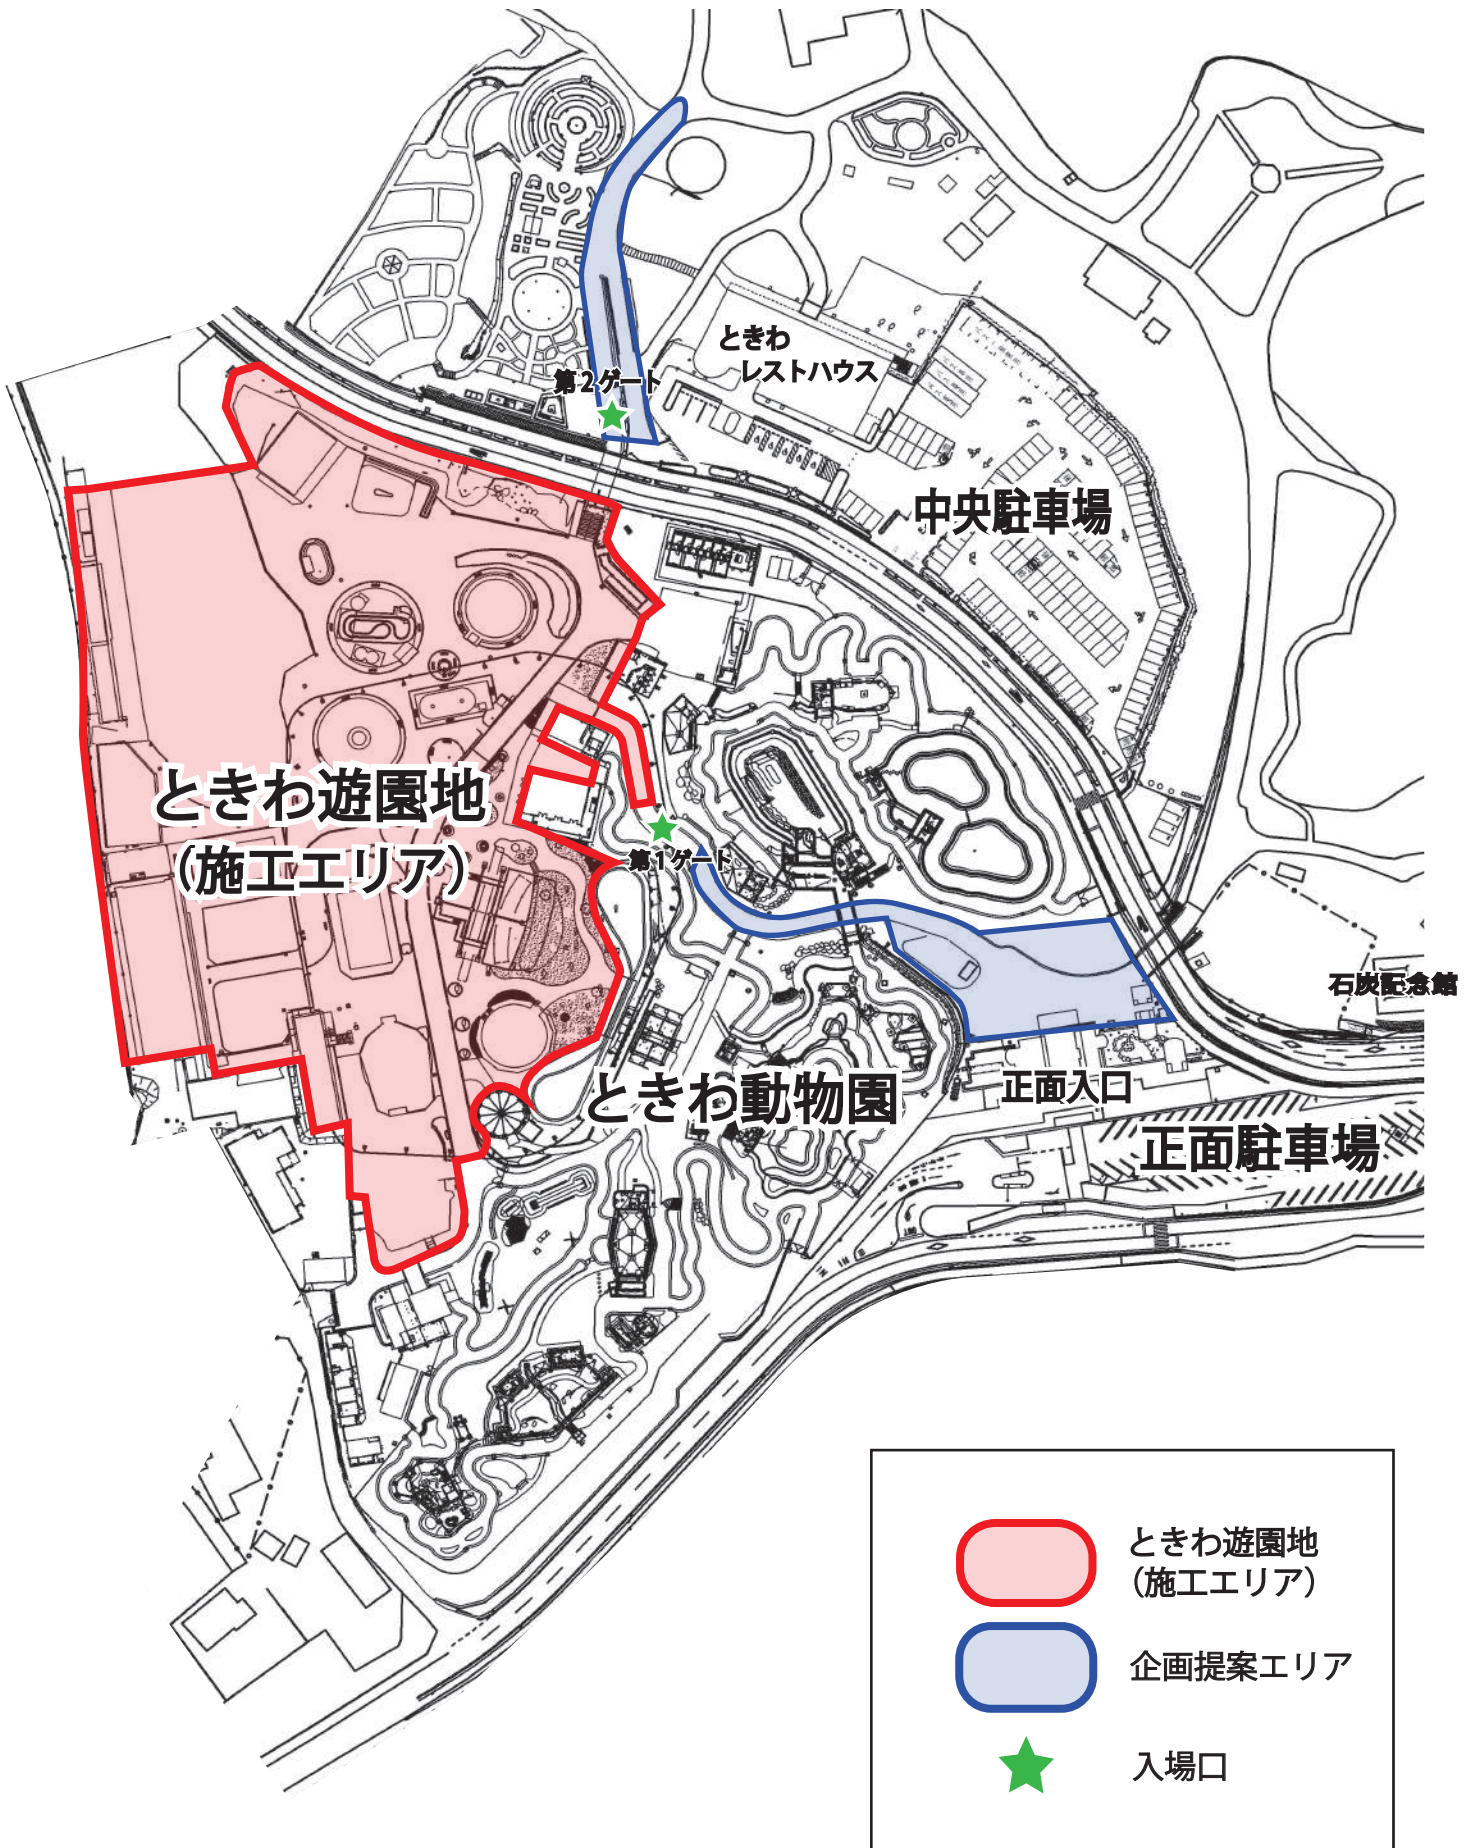 ときわ
レストハウス
第2ゲート
中央駐車場
ときわ遊園地
（施工エリア）
第1ゲート
石炭記念館
ときわ動物園
正面入口
正面駐車場
ときわ遊園地
（施工エリア）
企画提案エリア
入場口